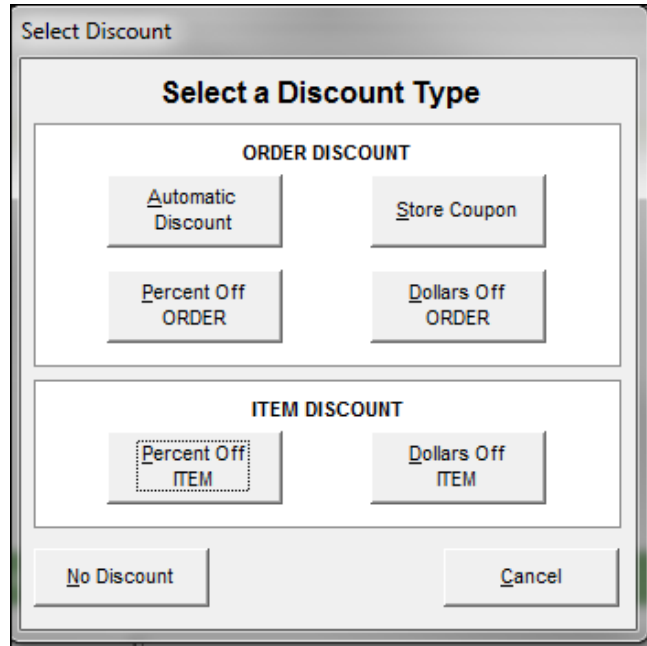 Select Discount
Select a Discount Type
ORDER DISCOUNT
Automatic
Discount
Store Coupon
Percent Off
ORDER
Dollars Off
ORDER
ITEM DISCOUNT
Percent Off
ITEM
Dollars Off
ITEM
No Discount
Cancel